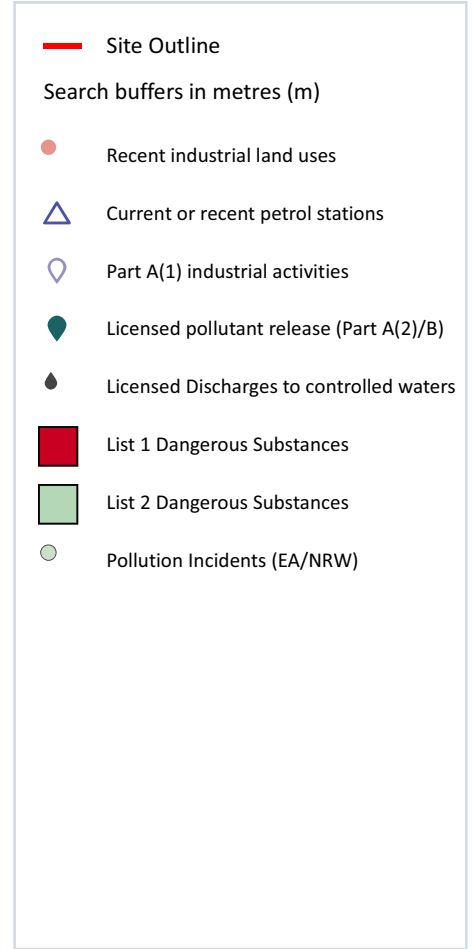 Site Outline
Search buffers in metres (m)
Recent industrial land uses
Current or recent petrol stations
Part A(1) industrial activities
Licensed pollutant release (Part A(2)/B)
Licensed Discharges to controlled waters
List 1 Dangerous Substances
List 2 Dangerous Substances
Pollution Incidents (EA/NRW)